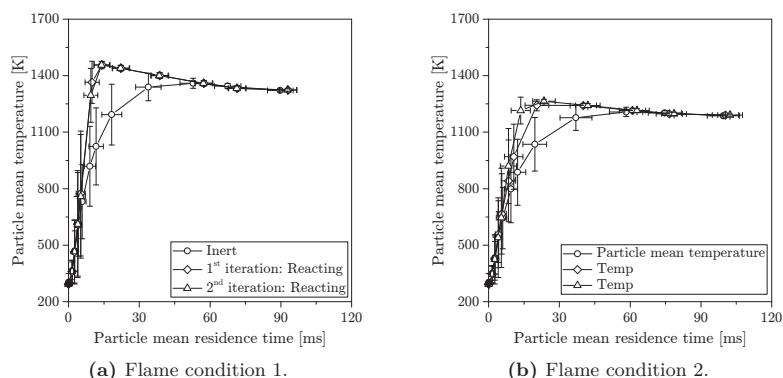 1700
1400
1100
800
500
200
0
30
60
90
120
Particle mean temperature [K]
Particle mean residence time [ms]
Inert
1st iteration: Reacting
2nd iteration: Reacting
(a) Flame condition 1.
1700
1400
1100
800
500
200
0
30
60
90
120
Particle mean temperature [K]
Particle mean residence time [ms]
Particle mean temperature
Temp
Temp
(b) Flame condition 2.